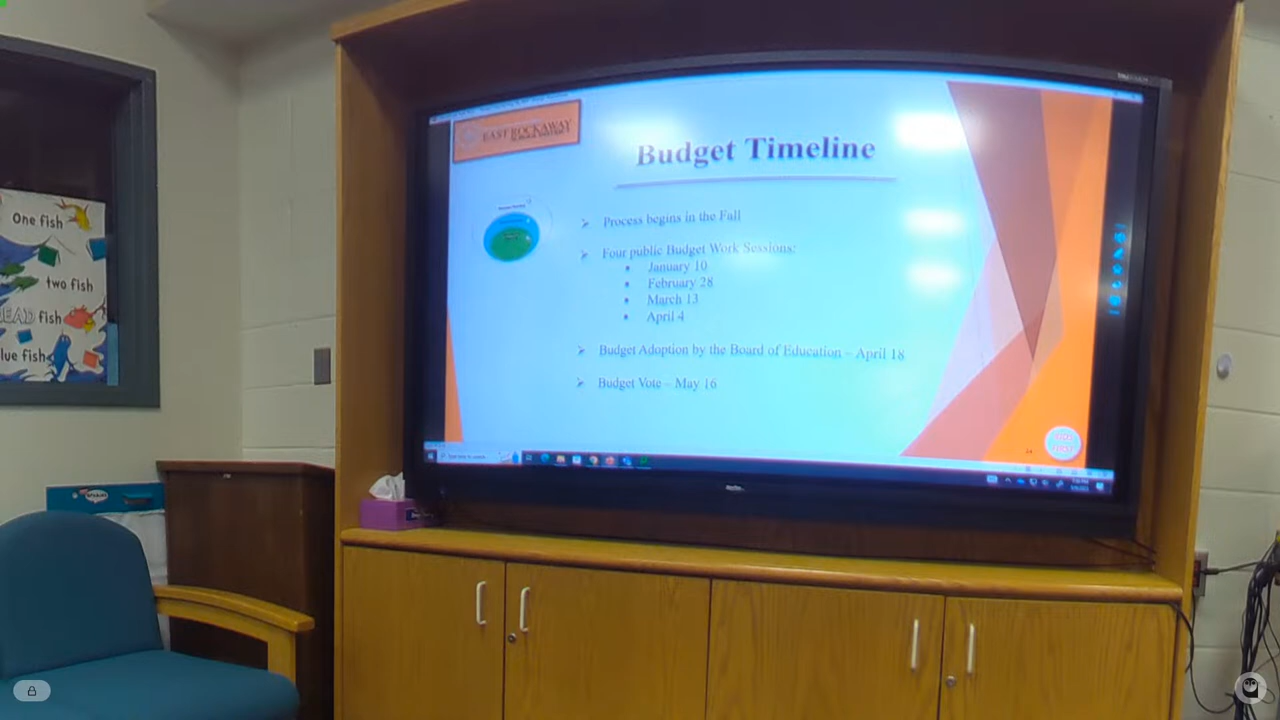 One fish
two fish
READ fish
lue fish
EAST ROCKAWAY
Budget Timeline
Process begins in the Fall
Four public Budget Work Sessions:
January 10
February 28
March 13
April 4
Budget Adoption by the Board of Education – April 18
Budget Vote – May 16